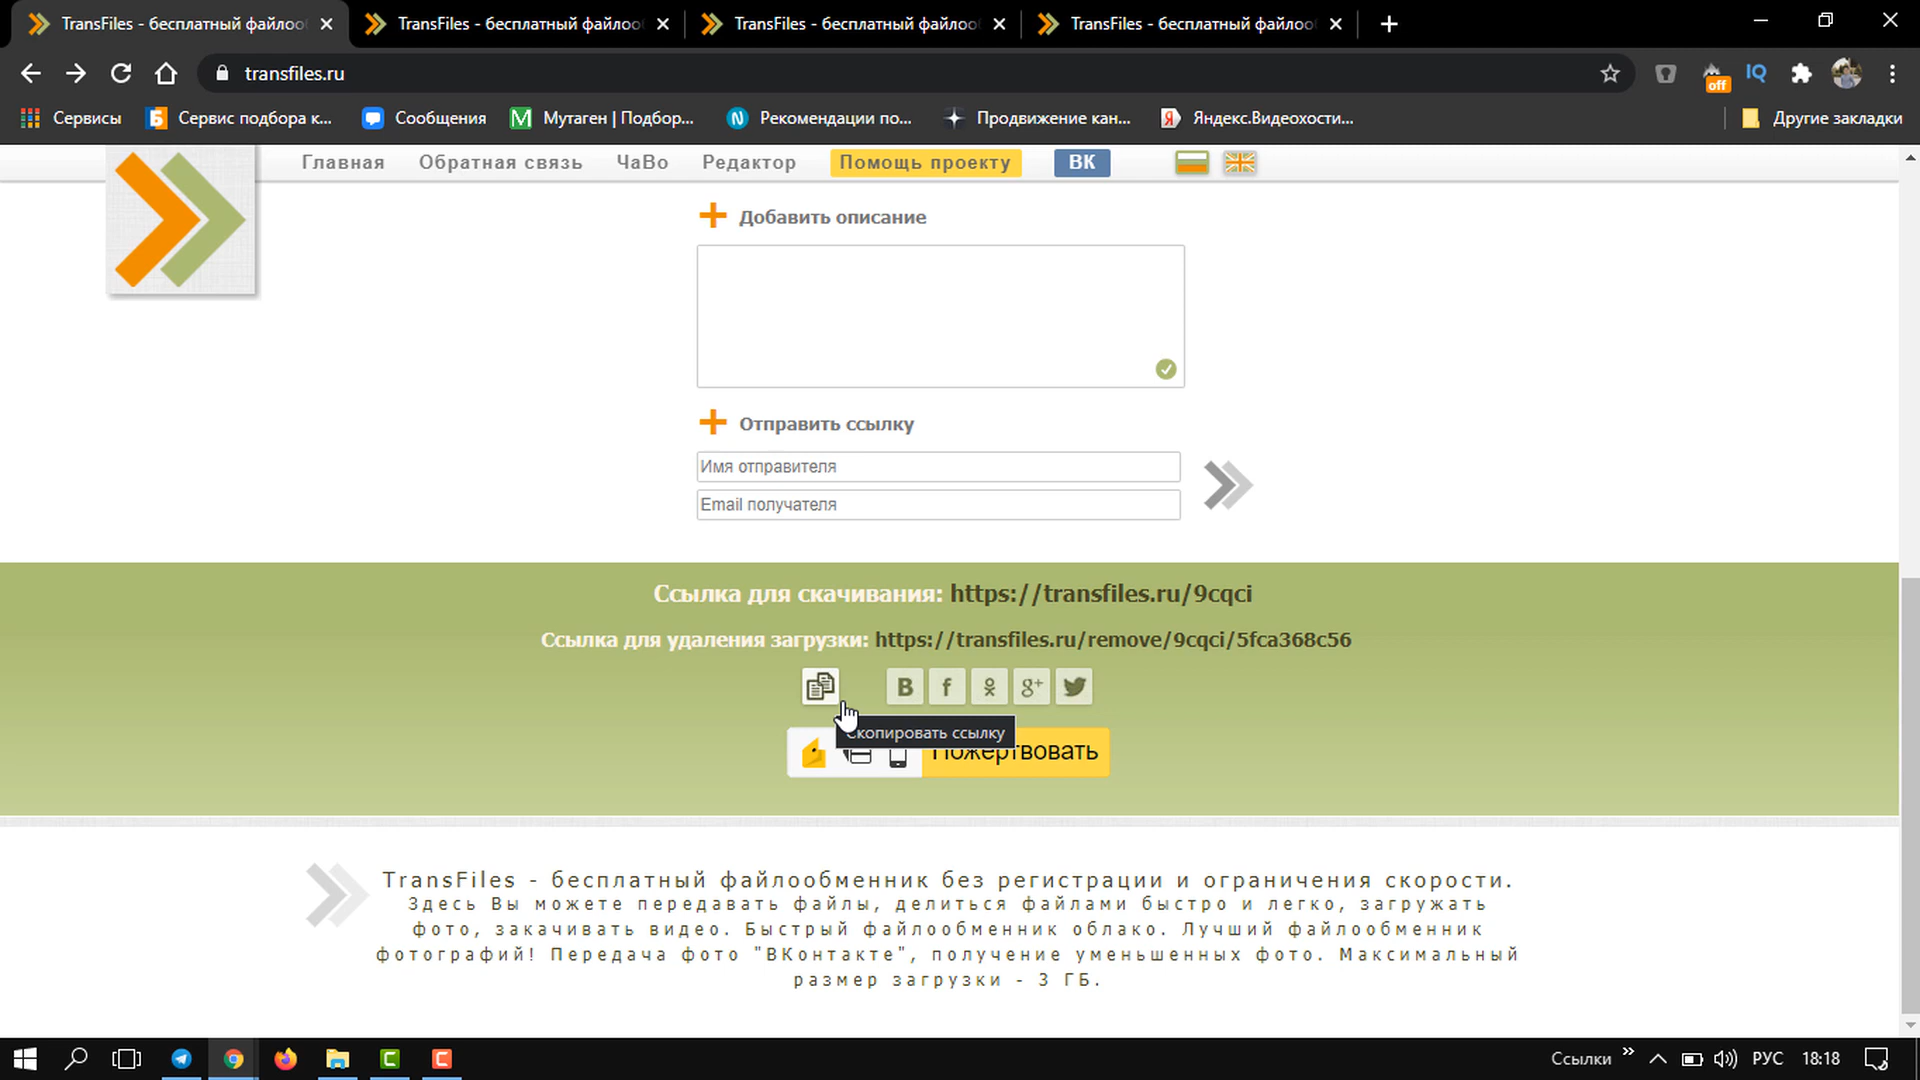 TransFiles - бесплатный файлоо
TransFiles - бесплатный файлоо
TransFiles - бесплатный файлоо
TransFiles - бесплатный файлоо
transfiles.ru
off
IQ
Сервисы
Сервис подбора к...
Сообщения
Мутаген | Подбор...
Рекомендации по...
Продвижение кан...
Яндекс.Видеохости...
Другие закладки
Главная
Обратная связь
ЧаВо
Редактор
Помощь проекту
ВК
Добавить описание
Отправить ссылку
Имя отправителя
Email получателя
Ссылка для скачивания: https://transfiles.ru/9cqci
Ссылка для удаления загрузки: https://transfiles.ru/remove/9cqci/5fca368c56
Скопировать ссылку
Пожертвовать
TransFiles - бесплатный файлообменник без регистрации и ограничения скорости.
Здесь Вы можете передавать файлы, делиться файлами быстро и легко, загружать
фото, закачивать видео. Быстрый файлообменник облако. Лучший файлообменник
фотографий! Передача фото "ВКонтакте", получение уменьшенных фото. Максимальный
размер загрузки - 3 ГБ.
Ссылки
РУС
18:18